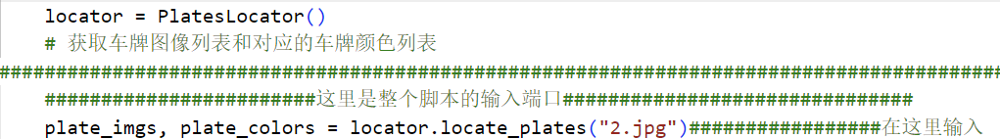 locator = PlatesLocator()
# 获取车牌图像列表和对应的车牌颜色列表
########################################################################################
########################这里是整个脚本的输入端口###############################
plate_imgs, plate_colors = locator.locate_plates("2.jpg")#################在这里输入